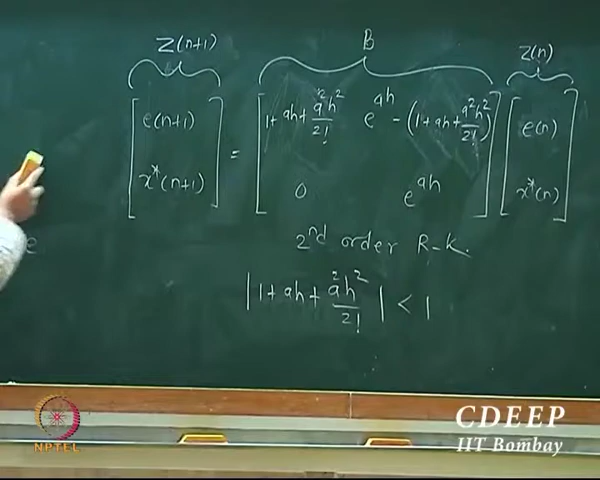 Z(n+1) B Z(n)
e(n+1) 1+ah+a²h²/2! e^ah -(1+ah+a²h²/2!) e(n)
=
x*(n+1) 0 e^ah x*(n)
2nd order R-K.
|1+ah+a²h²/2!| < 1
e
NPTEL
CDEEP
IIT Bombay